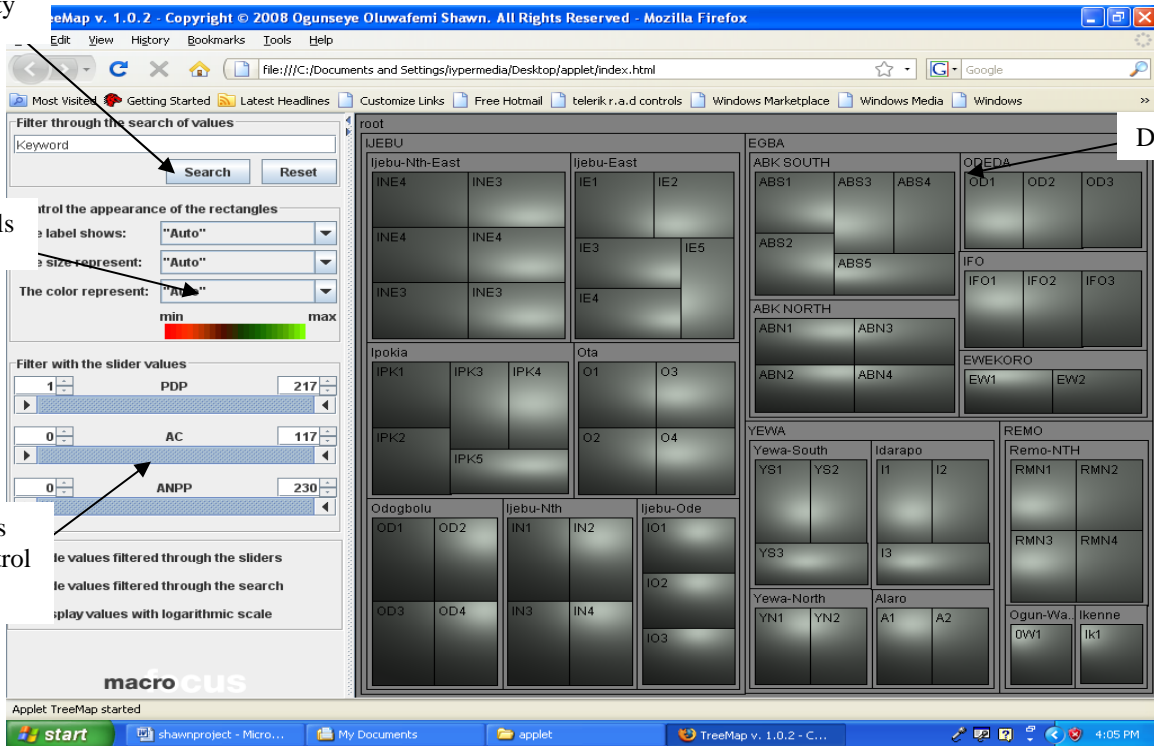 ty
eeMap v. 1.0.2 - Copyright © 2008 Ogunseye Oluwafemi Shawn. All Rights Reserved - Mozilla Firefox
Edit View History Bookmarks Tools Help
file:///C:/Documents and Settings/iypermedia/Desktop/applet/index.html
G Google
Most Visited Getting Started Latest Headlines Customize Links Free Hotmail telerik r.a.d controls Windows Marketplace Windows Media Windows »
Filter through the search of values
Keyword
Search Reset
ntrol the appearance of the rectangles
ls
e label shows: "Auto"
e size represent: "Auto"
The color represent: "Auto"
min max
Filter with the slider values
1 PDP 217
0 AC 117
0 ANPP 230
s
trol
le values filtered through the sliders
le values filtered through the search
splay values with logarithmic scale
macrofocus
root
D
IJEBU
Ijebu-Nth-East
INE4 INE3
INE4 INE4
INE3 INE3
Ijebu-East
IE1 IE2
IE3 IE5
IE4
Ipokia
IPK1 IPK3 IPK4
IPK2 IPK5
Ota
O1 O3
O2 O4
Odogbolu
OD1 OD2
OD3 OD4
Ijebu-Nth
IN1 IN2
IN3 IN4
Ijebu-Ode
IO1
IO2
IO3
EGBA
ABK SOUTH
ABS1 ABS3 ABS4
ABS2 ABS5
ODEDA
OD1 OD2 OD3
IFO
IFO1 IFO2 IFO3
ABK NORTH
ABN1 ABN3
ABN2 ABN4
EWEKORO
EW1 EW2
YEWA
Yewa-South
YS1 YS2
YS3
Idarapo
I1 I2
I3
Yewa-North
YN1 YN2
Alaro
A1 A2
REMO
Remo-NTH
RMN1 RMN2
RMN3 RMN4
Ogun-Wa..
OW1
Ikenne
Ik1
Applet TreeMap started
start shawnproject - Micro... My Documents applet TreeMap v. 1.0.2 - C... 4:05 PM